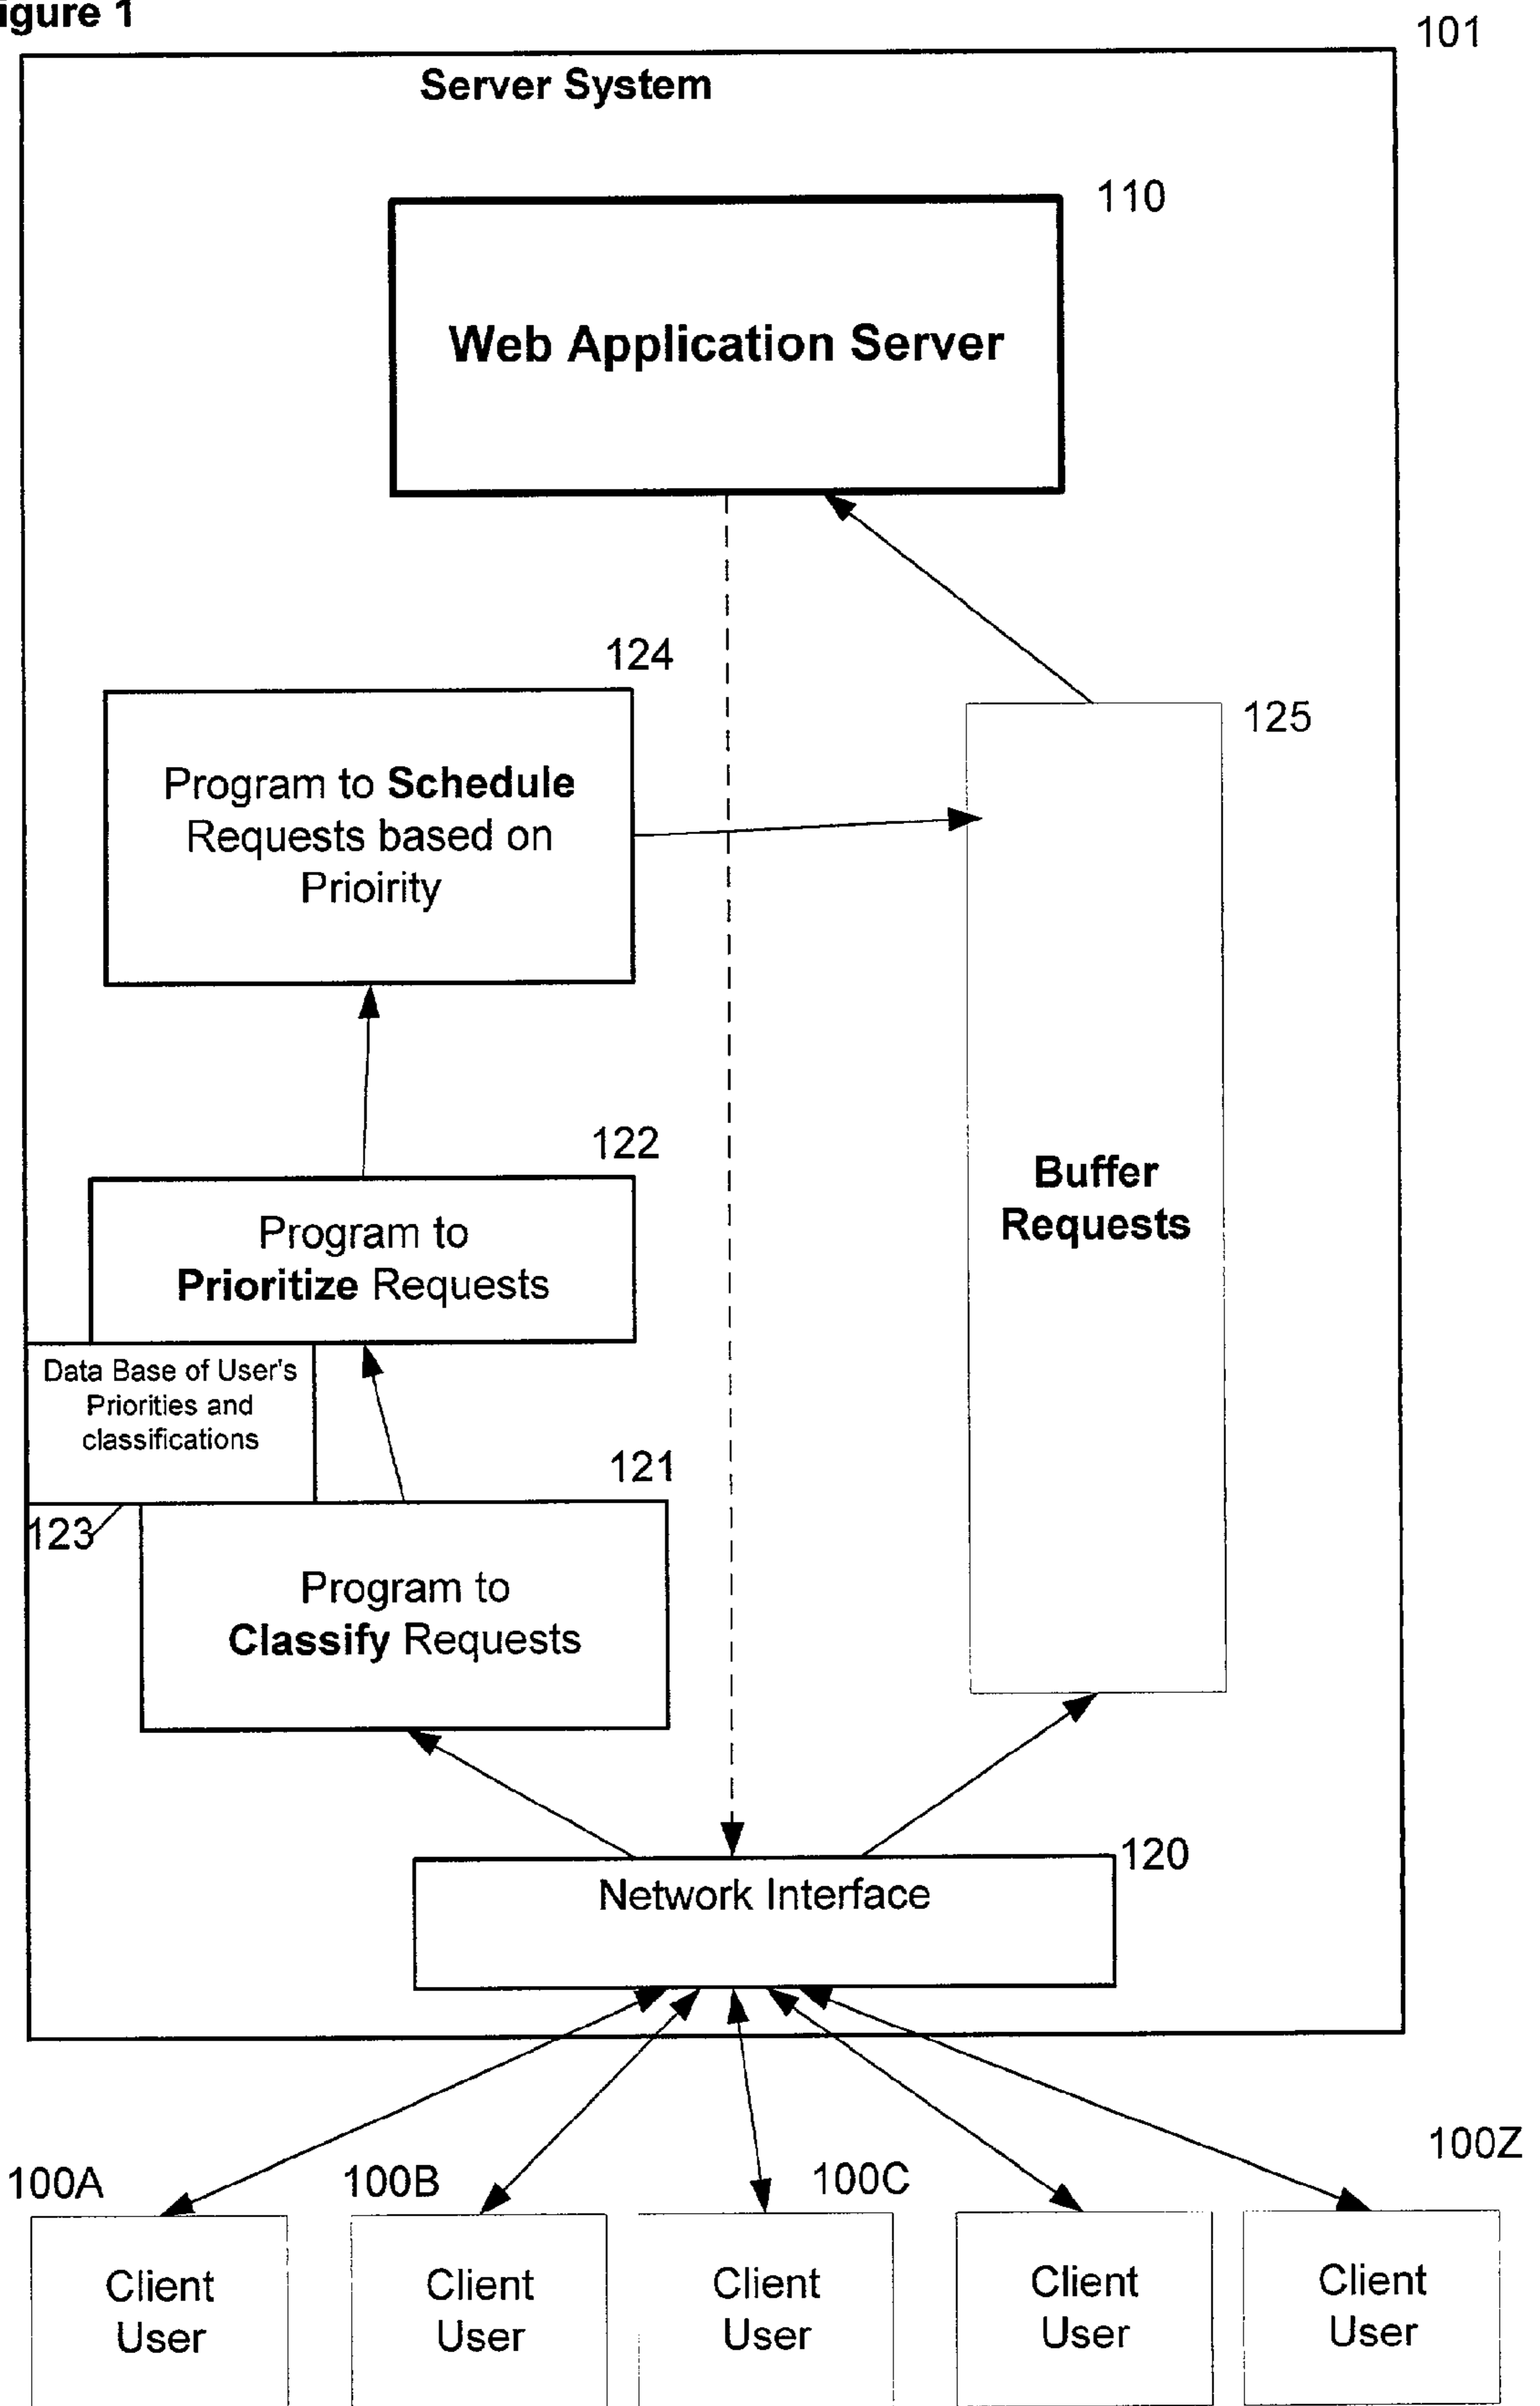 igure 1
101
Server System
110
Web Application Server
124
125
Program to Schedule
Requests based on
Prioirity
122
Buffer
Requests
Program to
Prioritize Requests
Data Base of User's
Priorities and
classifications
121
123
Program to
Classify Requests
120
Network Interface
100A
100B
100C
100Z
Client
User
Client
User
Client
User
Client
User
Client
User